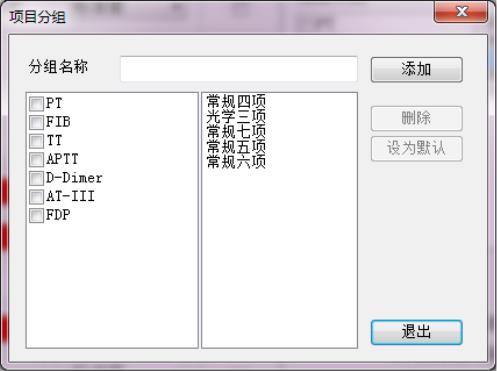 项目分组
分组名称
添加
PT
FIB
TT
APTT
D-Dimer
AT-III
FDP
常规四项
光学三项
常规七项
常规五项
常规六项
删除
设为默认
退出